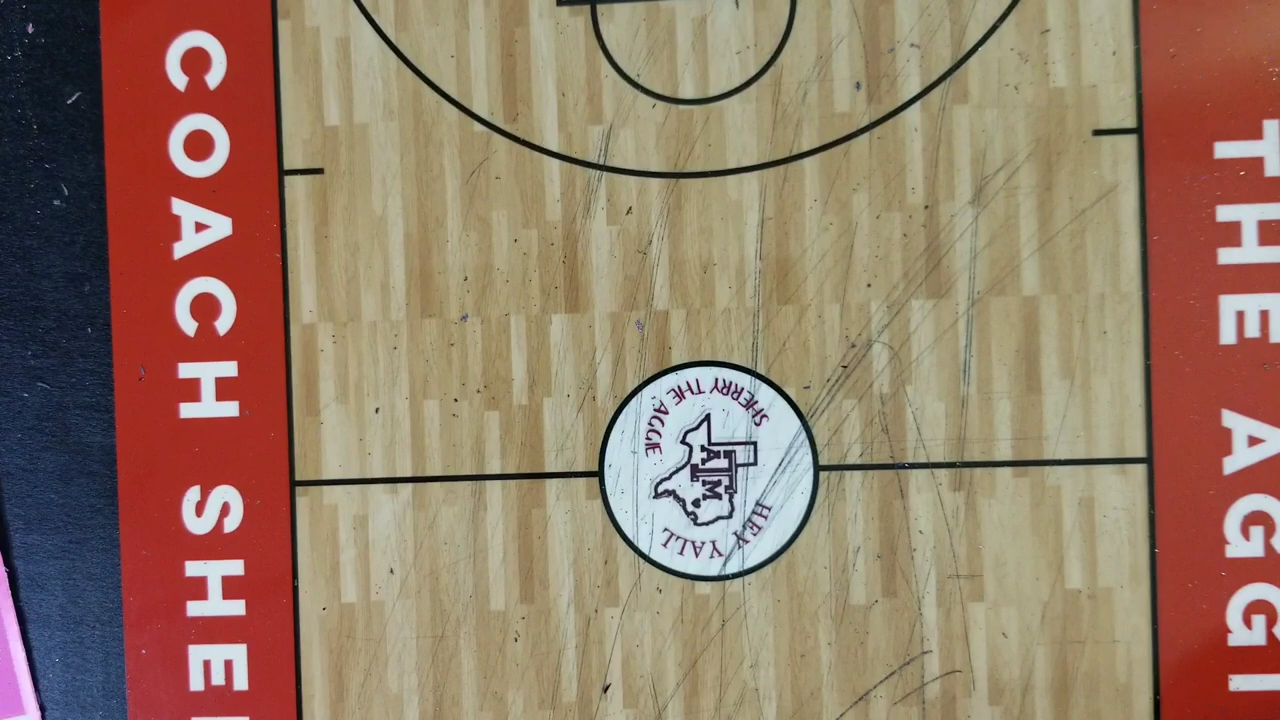 COACH SHE
SHERRY THE AGGIE
ATM
HEY YALL
THE AGGI